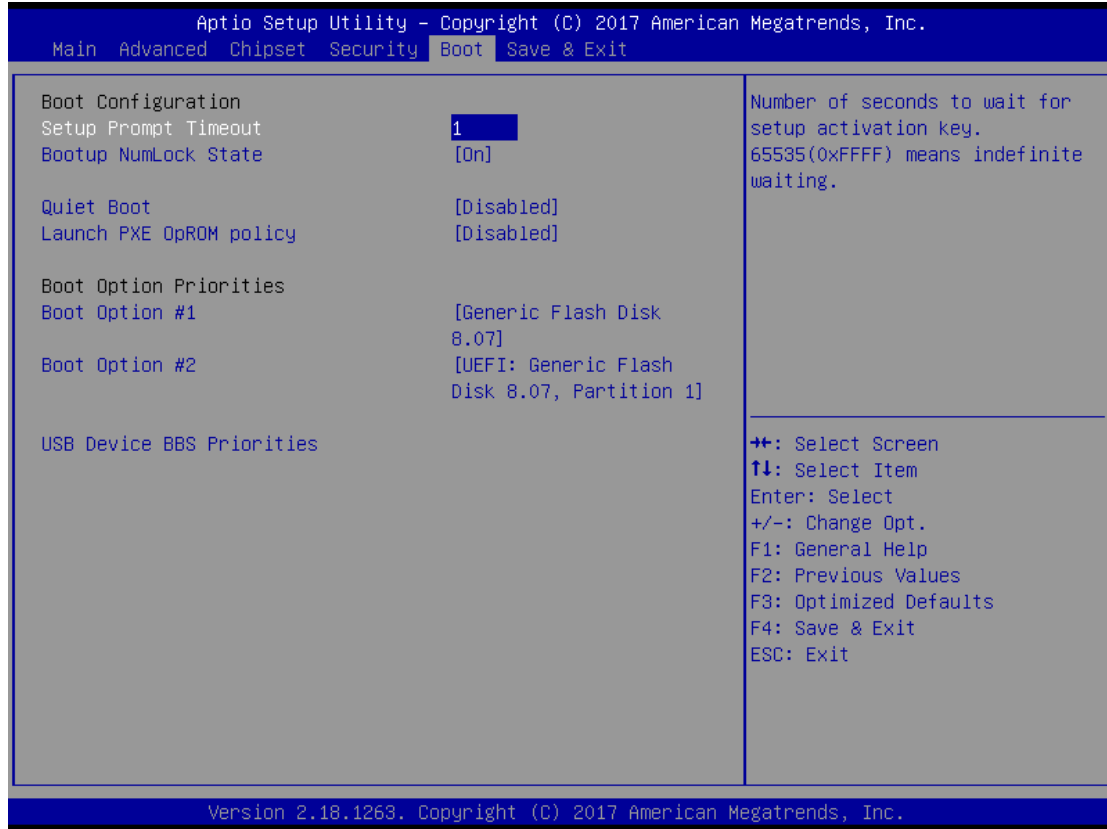 Aptio Setup Utility – Copyright (C) 2017 American Megatrends, Inc.
Main Advanced Chipset Security Boot Save & Exit
Boot Configuration
Setup Prompt Timeout 1
Bootup NumLock State [On]
Quiet Boot [Disabled]
Launch PXE OpROM policy [Disabled]
Boot Option Priorities
Boot Option #1 [Generic Flash Disk
8.07]
Boot Option #2 [UEFI: Generic Flash
Disk 8.07, Partition 1]
USB Device BBS Priorities
Number of seconds to wait for
setup activation key.
65535(0xFFFF) means indefinite
waiting.
→←: Select Screen
↑↓: Select Item
Enter: Select
+/-: Change Opt.
F1: General Help
F2: Previous Values
F3: Optimized Defaults
F4: Save & Exit
ESC: Exit
Version 2.18.1263. Copyright (C) 2017 American Megatrends, Inc.